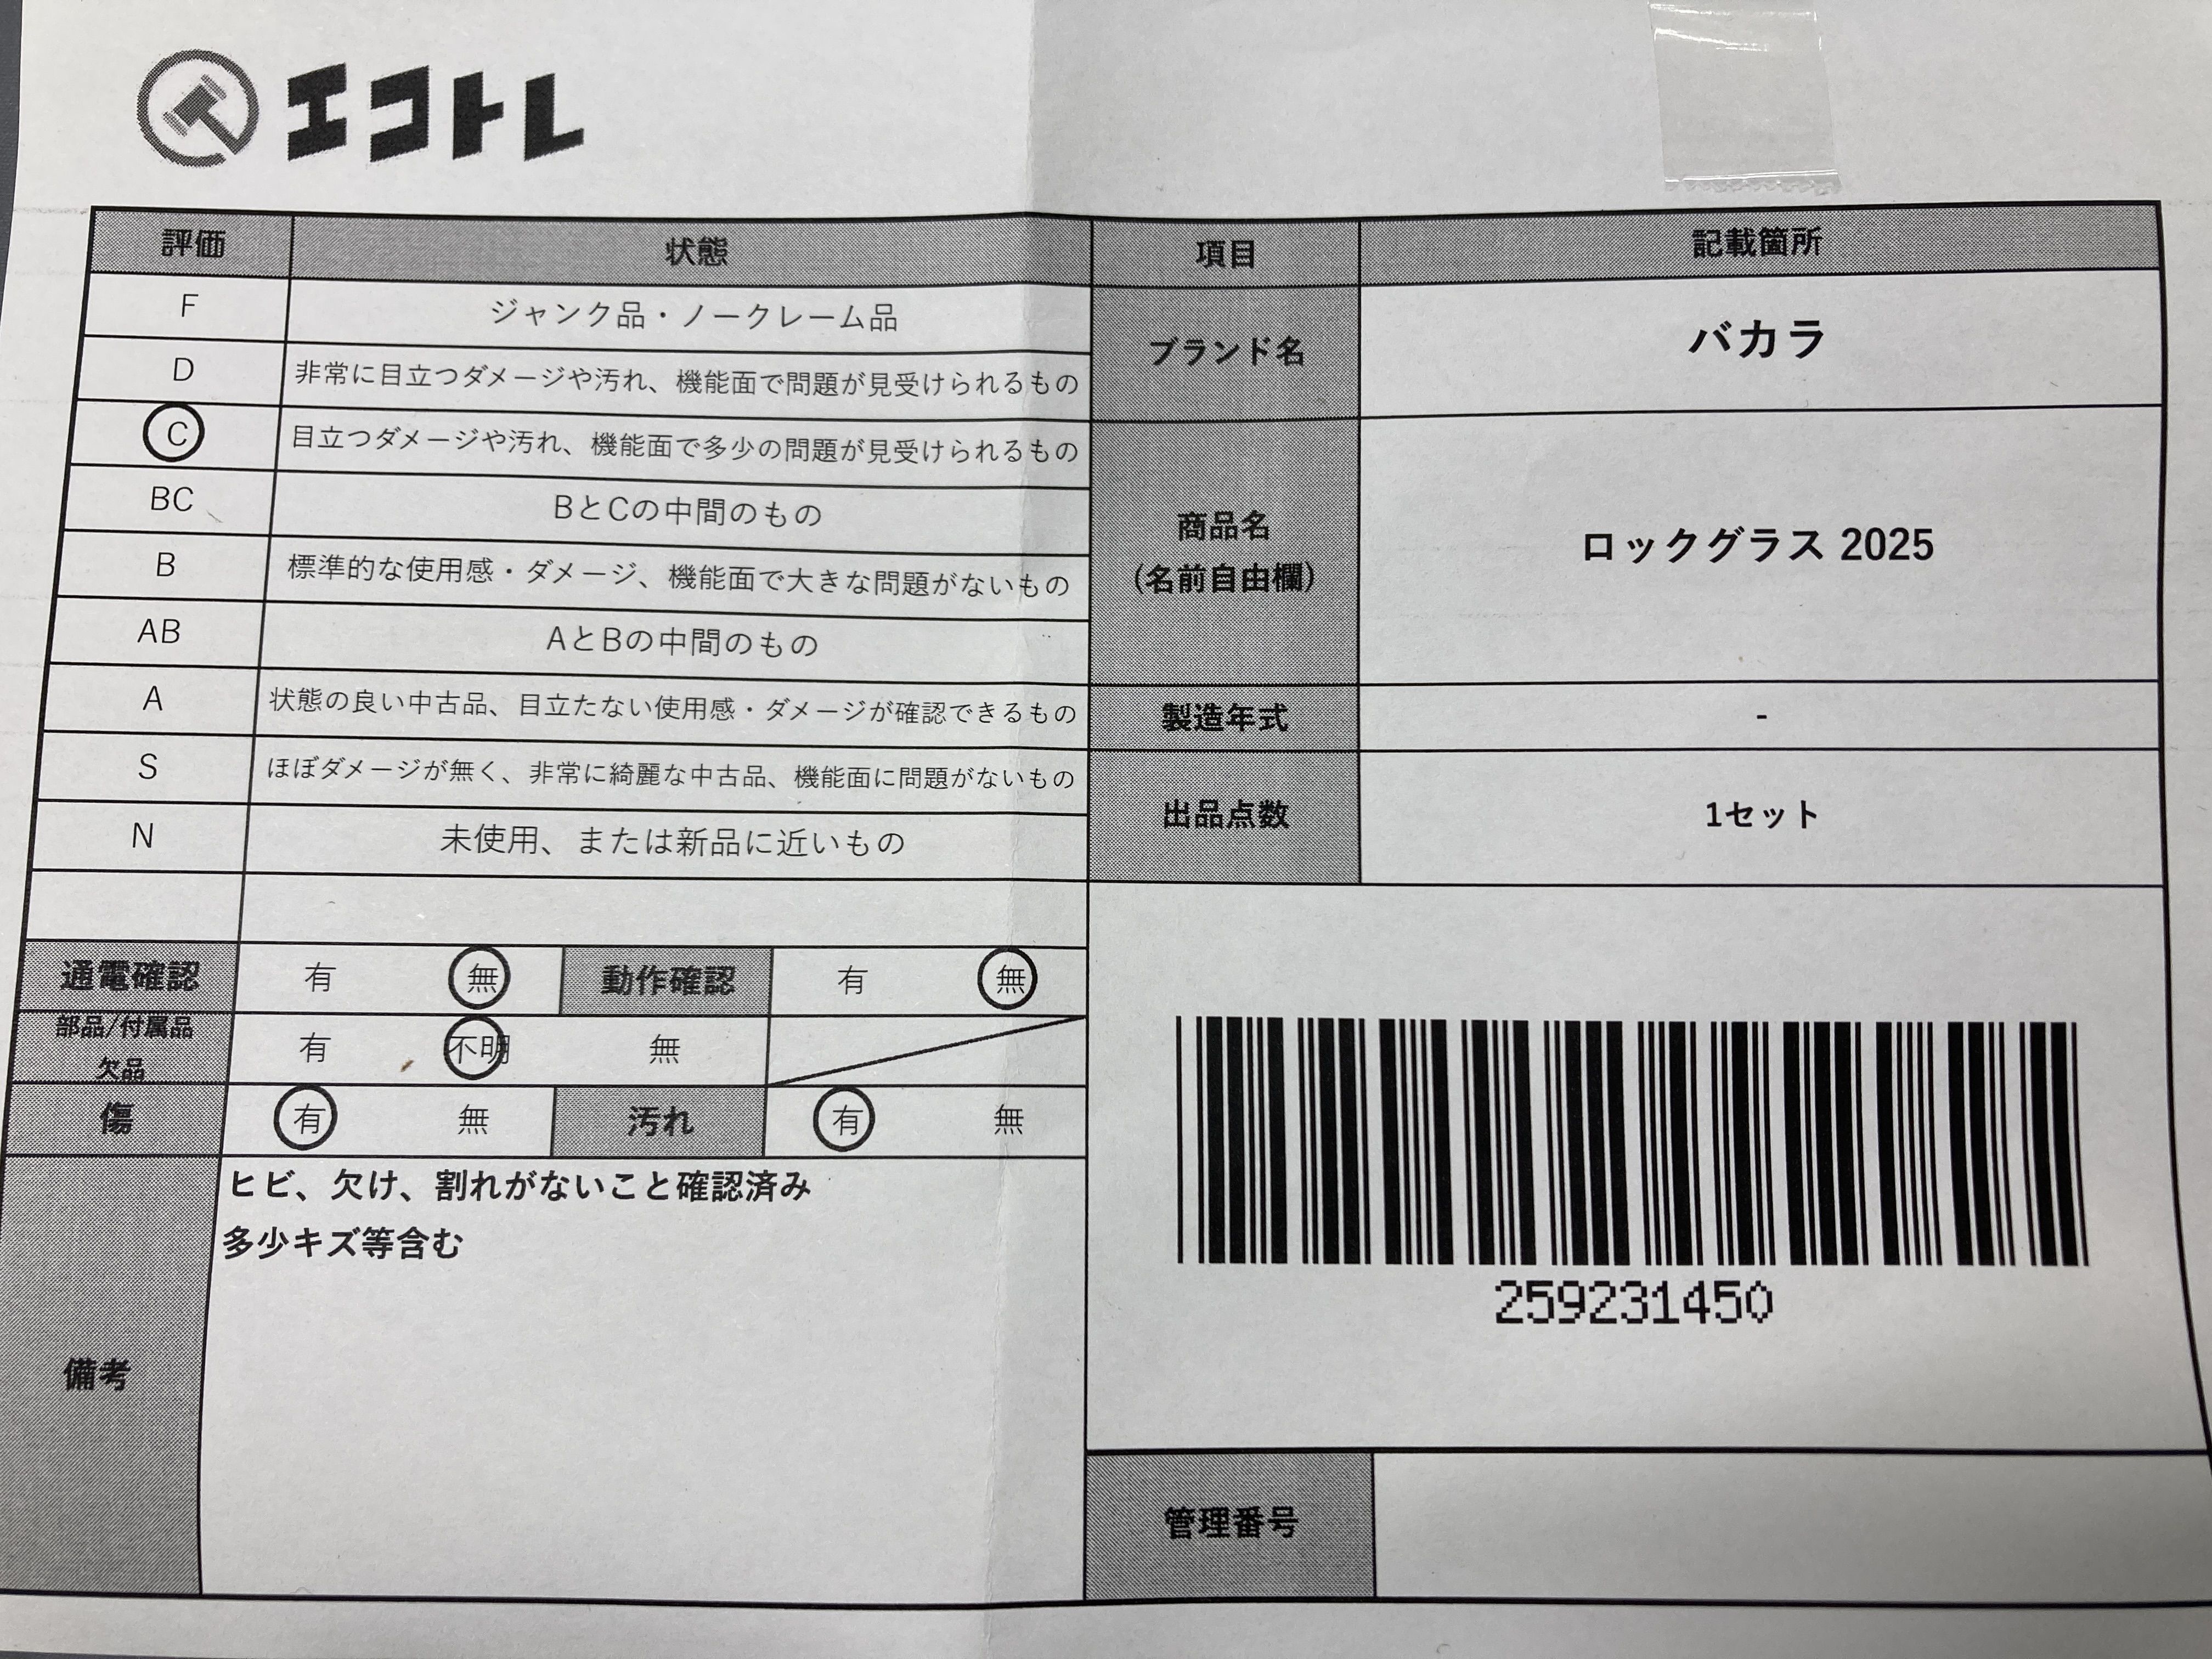 エコトレ
評価 状態
F ジャンク品・ノークレーム品
D 非常に目立つダメージや汚れ、機能面で問題が見受けられるもの
C 目立つダメージや汚れ、機能面で多少の問題が見受けられるもの
BC BとCの中間のもの
B 標準的な使用感・ダメージ、機能面で大きな問題がないもの
AB AとBの中間のもの
A 状態の良い中古品、目立たない使用感・ダメージが確認できるもの
S ほぼダメージが無く、非常に綺麗な中古品、機能面に問題がないもの
N 未使用、または新品に近いもの
通電確認 有 無 動作確認 有 無
部品/付属品
欠品
有 不明 無
傷 有 無 汚れ 有 無
備考
ヒビ、欠け、割れがないこと確認済み
多少キズ等含む
項目 記載箇所
ブランド名 バカラ
商品名
(名前自由欄)
ロックグラス 2025
製造年式 -
出品点数 1セット
259231450
管理番号